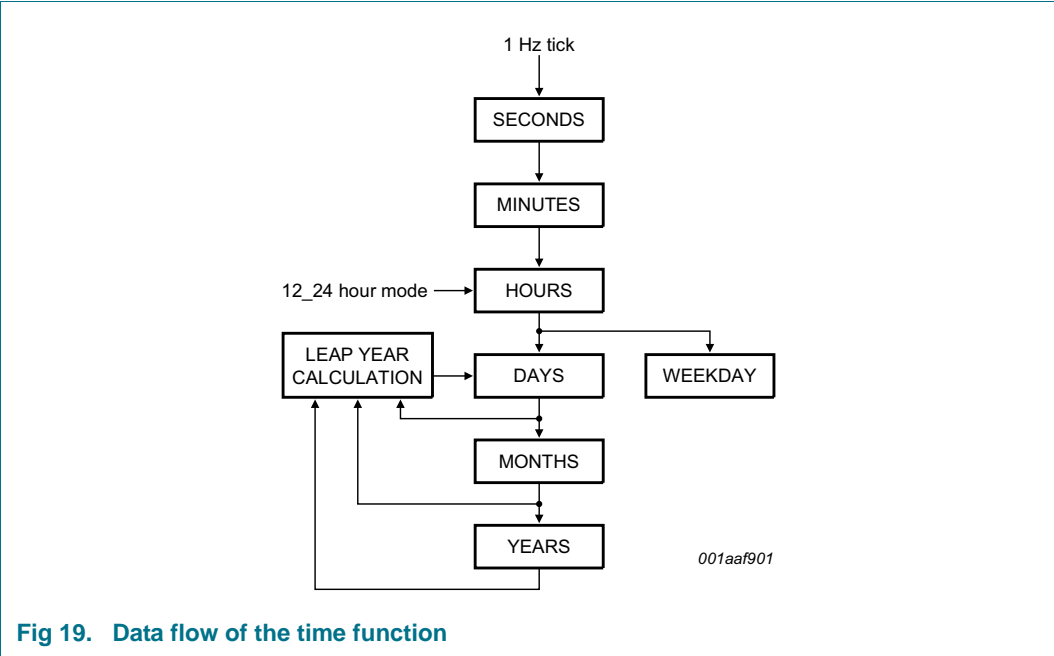 1 Hz tick
SECONDS
MINUTES
12_24 hour mode
HOURS
LEAP YEAR
CALCULATION
DAYS
WEEKDAY
MONTHS
YEARS
001aaf901
Fig 19. Data flow of the time function